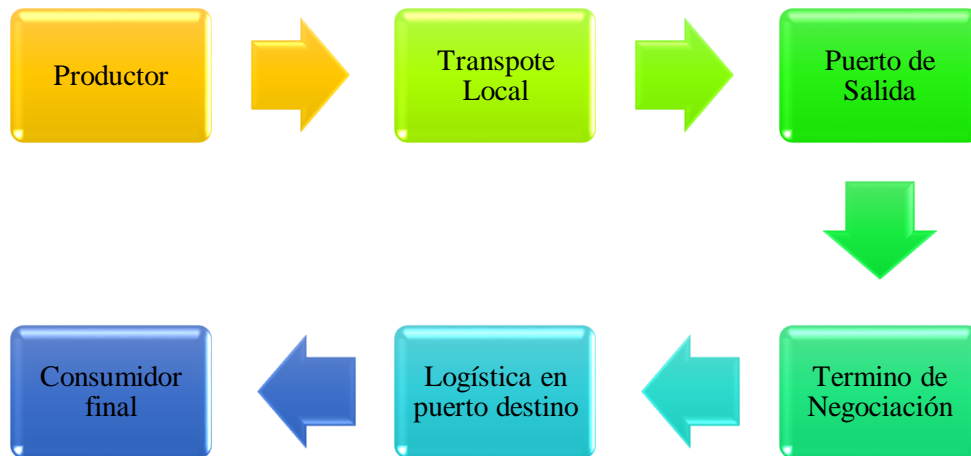 Productor
Transpote
Local
Puerto de
Salida
Consumidor
final
Logística en
puerto destino
Termino de
Negociación